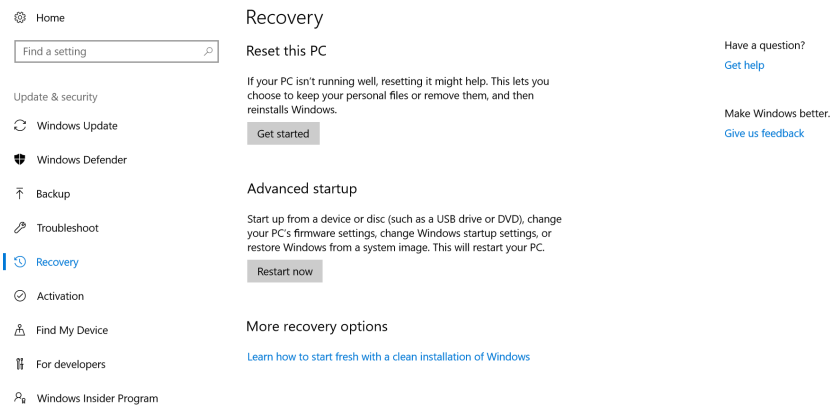 Home
Find a setting
Update & security
Windows Update
Windows Defender
Backup
Troubleshoot
Recovery
Activation
Find My Device
For developers
Windows Insider Program
Recovery
Reset this PC
If your PC isn't running well, resetting it might help. This lets you
choose to keep your personal files or remove them, and then
reinstalls Windows.
Get started
Advanced startup
Start up from a device or disc (such as a USB drive or DVD), change
your PC's firmware settings, change Windows startup settings, or
restore Windows from a system image. This will restart your PC.
Restart now
More recovery options
Learn how to start fresh with a clean installation of Windows
Have a question?
Get help
Make Windows better.
Give us feedback